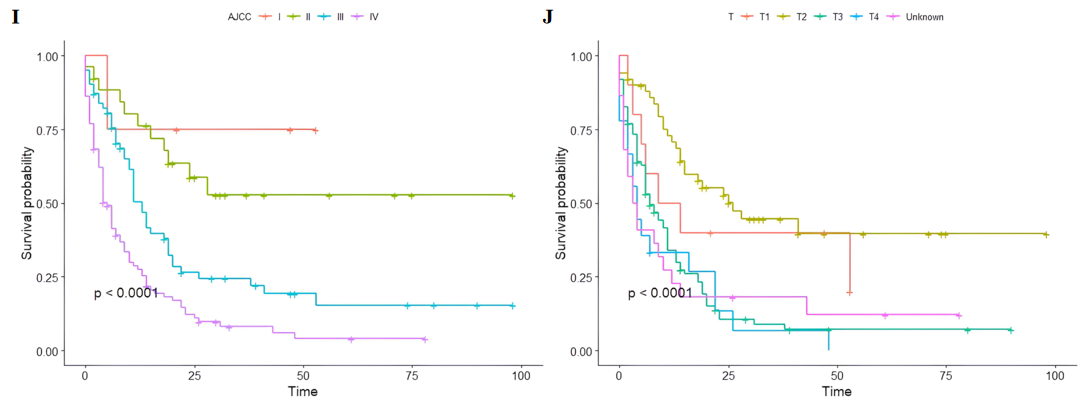 I
AJCC I II III IV
1.00
0.75
0.50
0.25
0.00
Survival probability
p < 0.0001
0 25 50 75 100
Time
J
T T1 T2 T3 T4 Unknown
1.00
0.75
0.50
0.25
0.00
Survival probability
p < 0.0001
0 25 50 75 100
Time